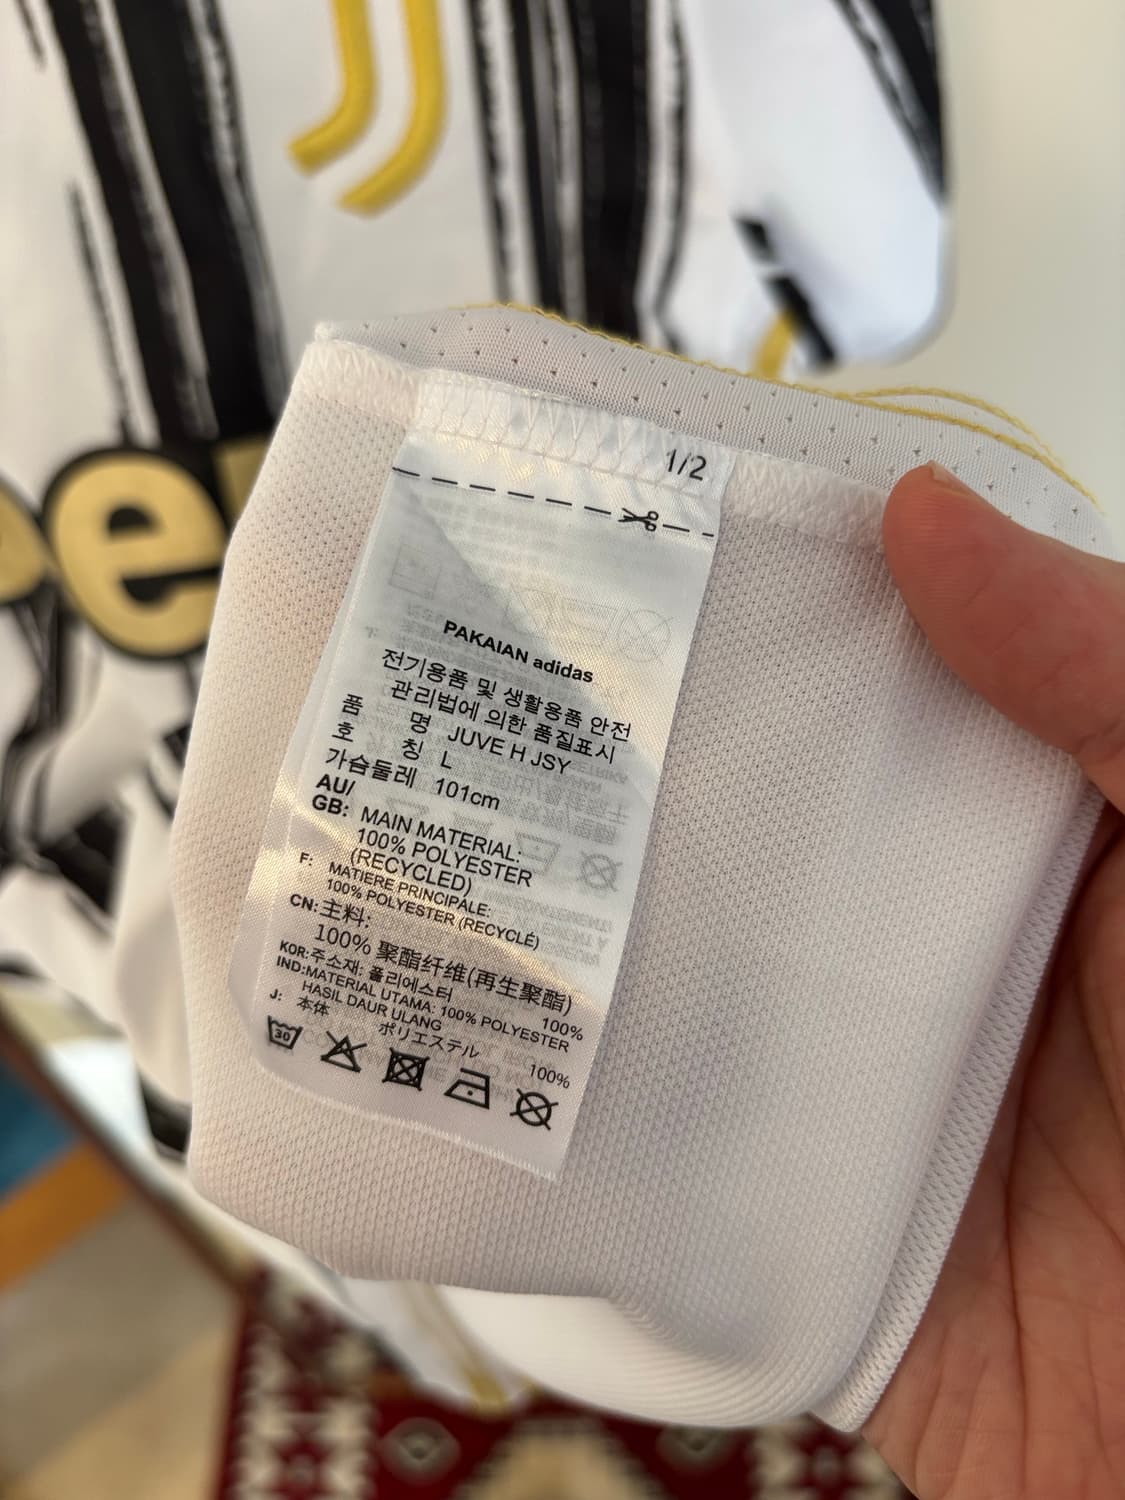 1/2
PAKAIAN adidas
전기용품 및 생활용품 안전
관리법에 의한 품질표시
품 명 JUVE H JSY
호 칭 L
가슴둘레 101cm
AU/
GB: MAIN MATERIAL:
100% POLYESTER
(RECYCLED)
F: MATIERE PRINCIPALE:
100% POLYESTER (RECYCLÉ)
CN: 主料:
100% 聚酯纤维(再生聚酯)
KOR: 주소재: 폴리에스터 100%
IND: MATERIAL UTAMA: 100% POLYESTER
HASIL DAUR ULANG
J: 本体 ポリエステル 100%
30